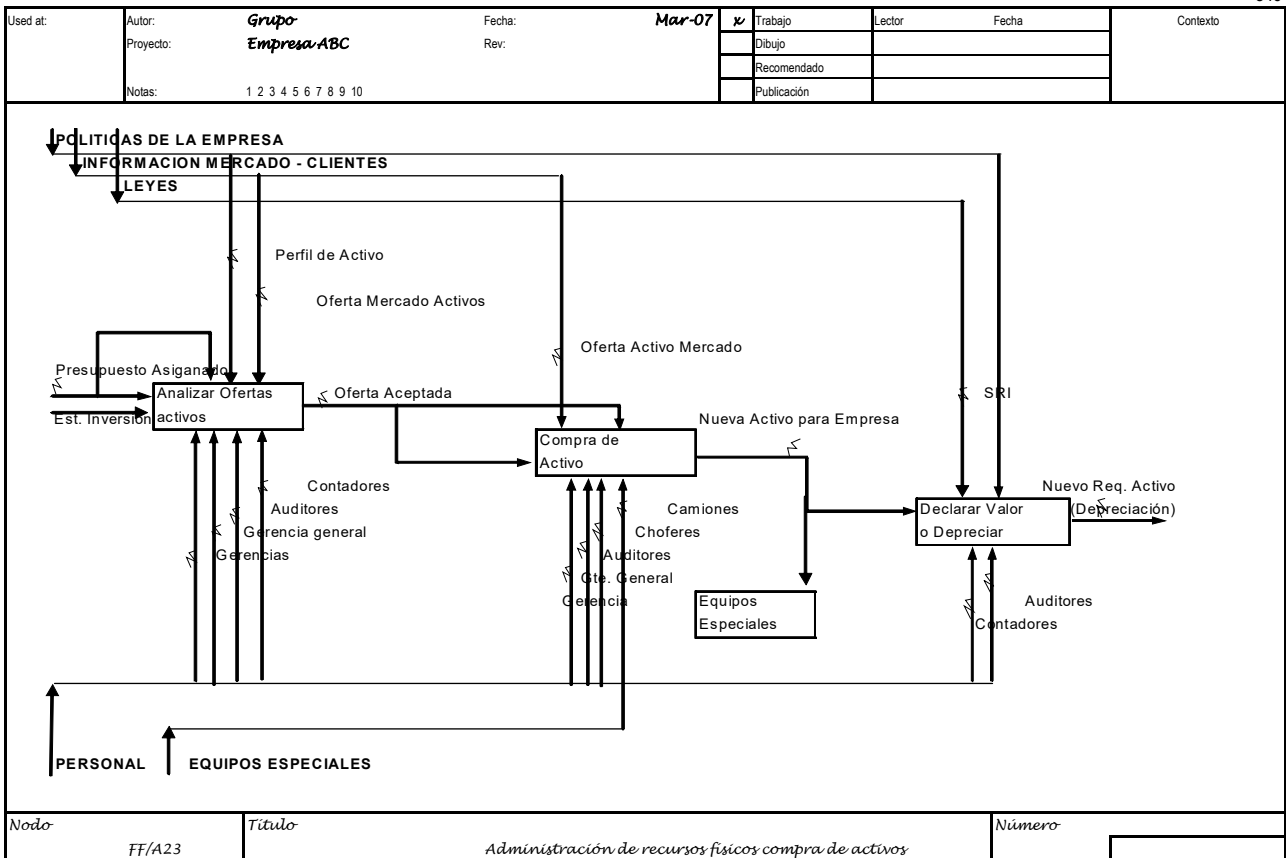 Used at:
Autor: Grupo Fecha: Mar-07 x Trabajo Lector Fecha Contexto
Proyecto: Empresa ABC Rev: Dibujo
Recomendado
Notas: 1 2 3 4 5 6 7 8 9 10 Publicación
POLITICAS DE LA EMPRESA
INFORMACION MERCADO - CLIENTES
LEYES
Perfil de Activo
Oferta Mercado Activos
Oferta Activo Mercado
Presupuesto Asiganado
Est. Inversión
Analizar Ofertas
activos
Oferta Aceptada
SRI
Nueva Activo para Empresa
Compra de
Activo
Nuevo Req. Activo
(Depreciación)
Declarar Valor
o Depreciar
Contadores
Auditores
Gerencia general
Gerencias
Camiones
Choferes
Auditores
Gte. General
Gerencia
Equipos
Especiales
Auditores
Contadores
PERSONAL EQUIPOS ESPECIALES
Nodo Título Número
FF/A23 Administración de recursos físicos compra de activos